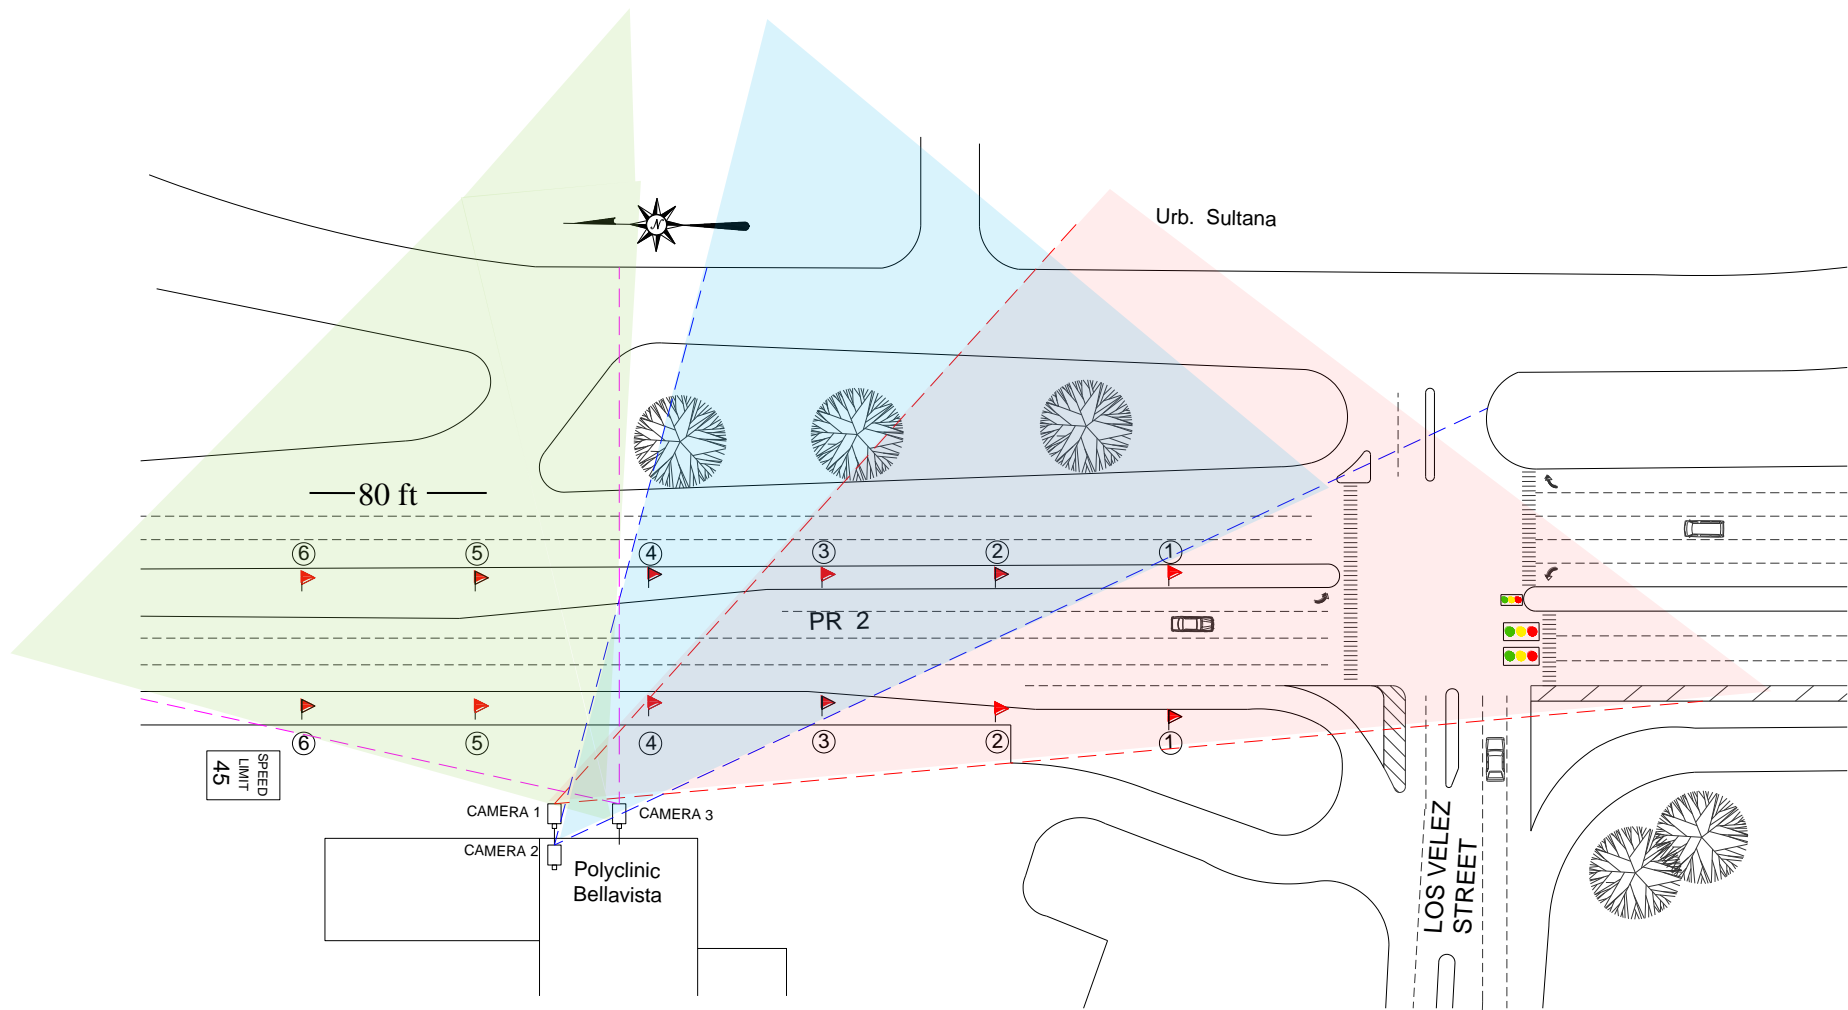 N
Urb. Sultana
80 ft
6
5
4
3
2
1
PR 2
6
5
4
3
2
1
SPEED
LIMIT
45
CAMERA 1
CAMERA 3
CAMERA 2
Polyclinic
Bellavista
LOS VELEZ
STREET